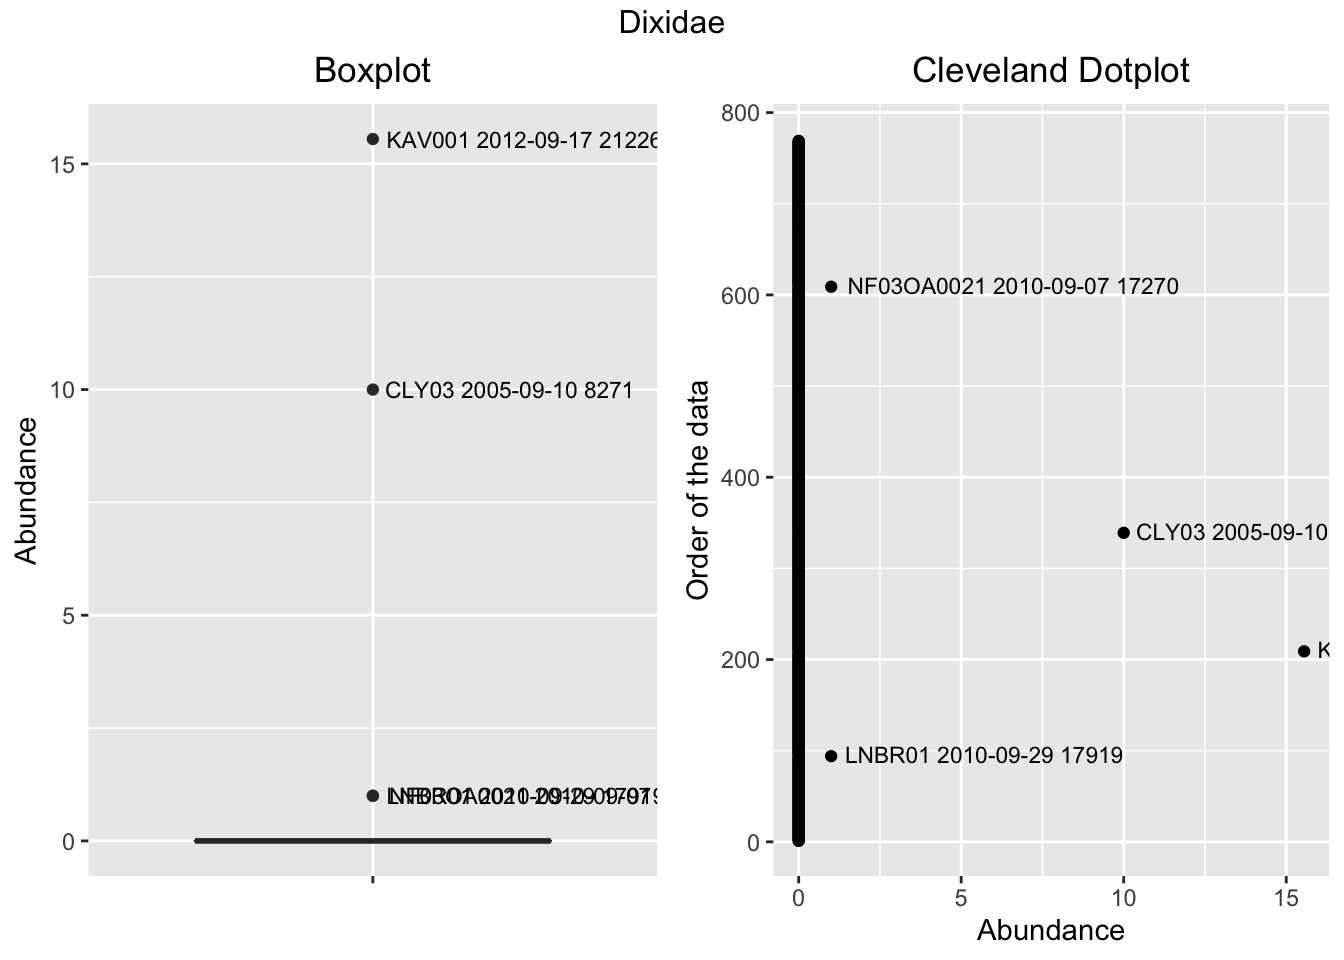 Dixidae
Boxplot
Abundance
15
10
5
0
KAV001 2012-09-17 21226
CLY03 2005-09-10 8271
Cleveland Dotplot
Order of the data
800
600
400
200
0
NF03OA0021 2010-09-07 17270
CLY03 2005-09-10
K
LNBR01 2010-09-29 17919
0
5
10
15
Abundance